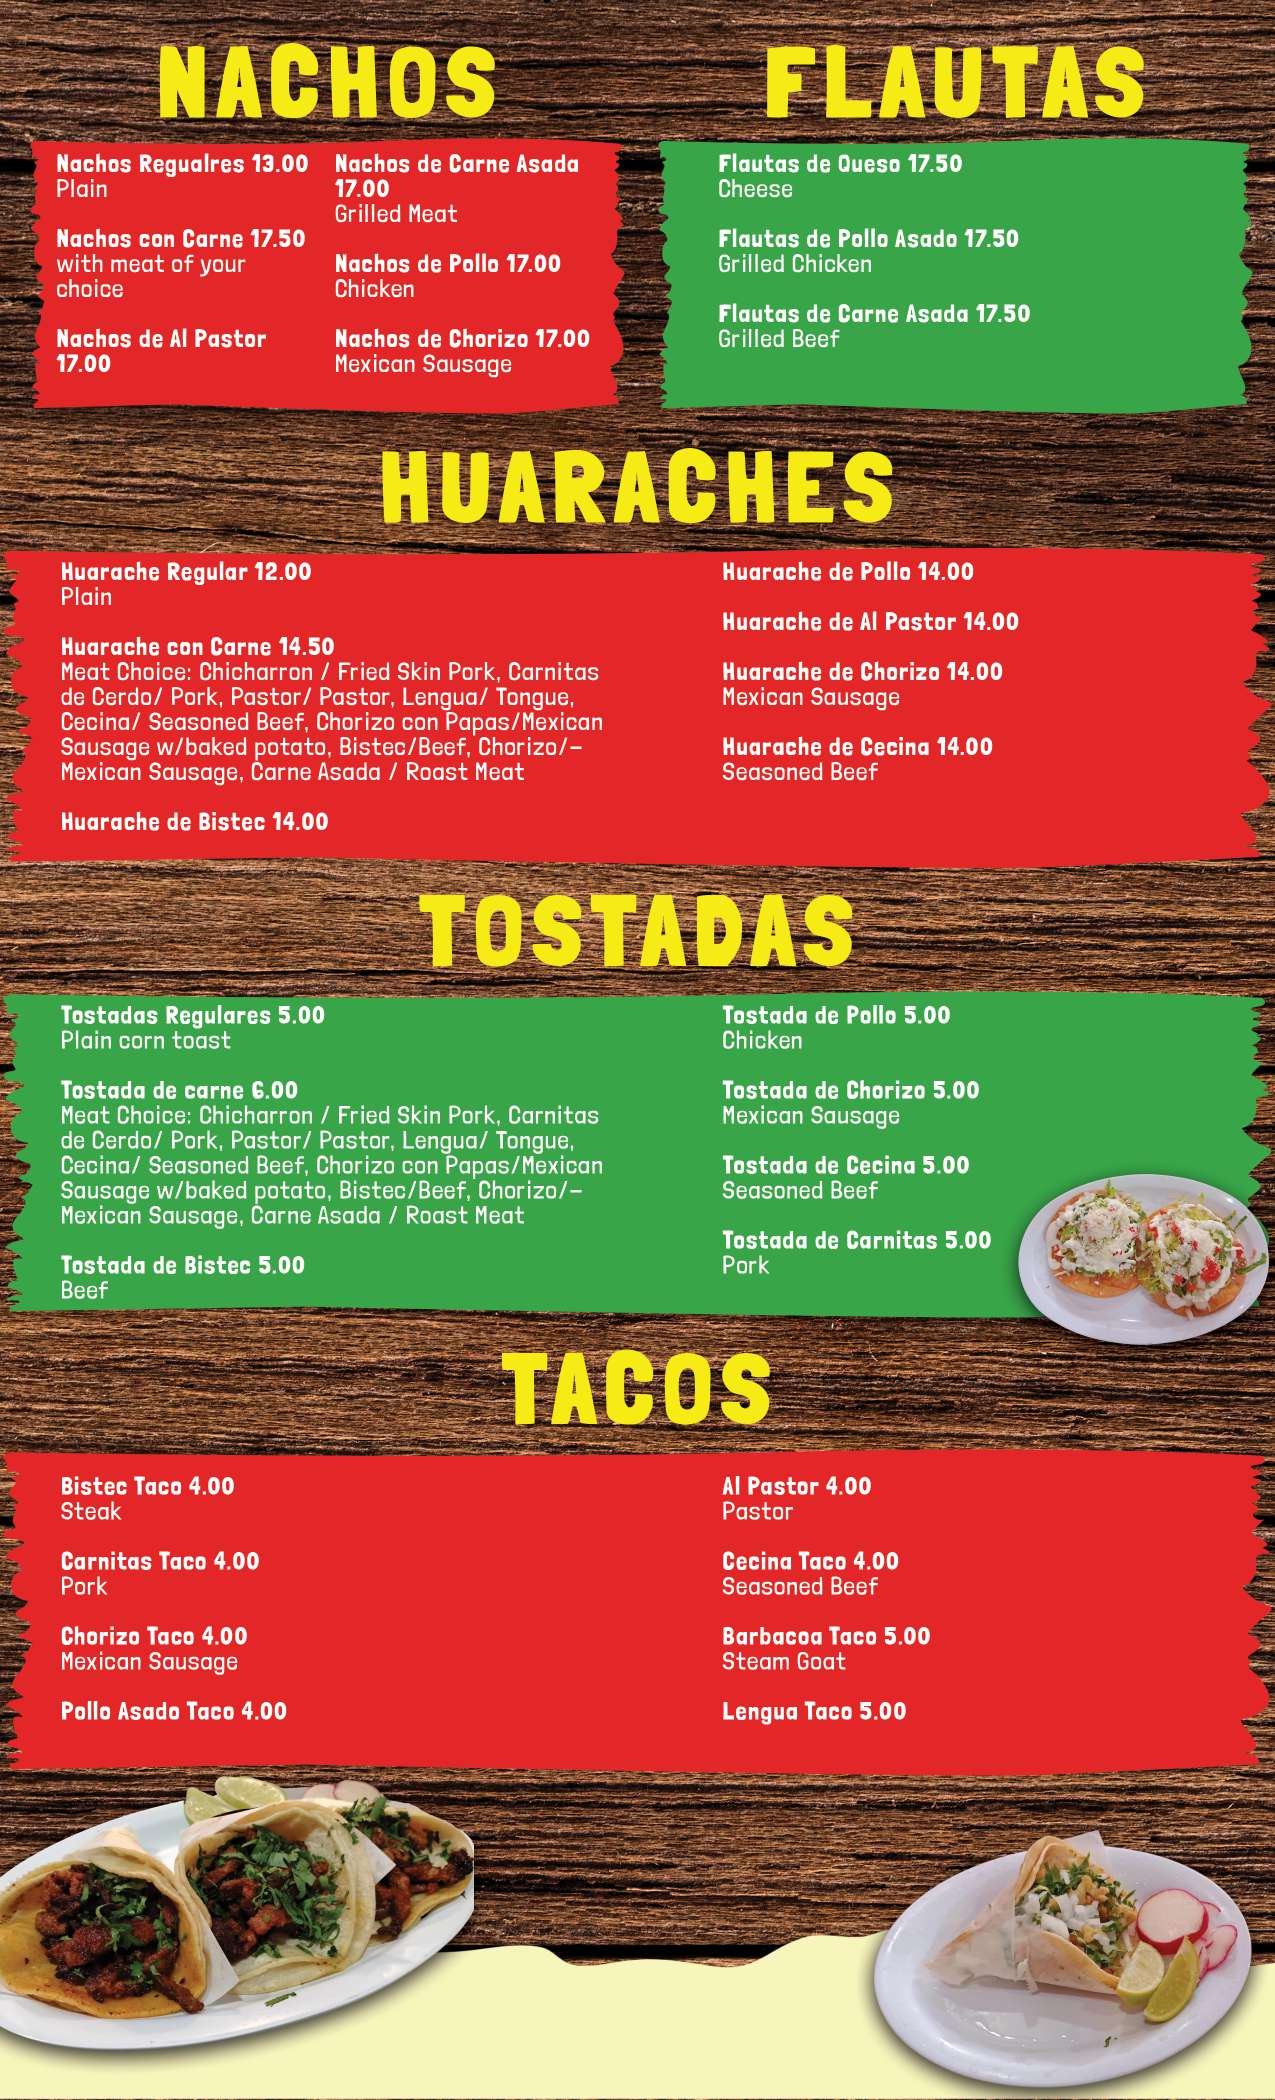 NACHOS
Nachos Regualres 13.00
Plain
Nachos con Carne 17.50
with meat of your
choice
Nachos de Al Pastor
17.00
Nachos de Carne Asada
17.00
Grilled Meat
Nachos de Pollo 17.00
Chicken
Nachos de Chorizo 17.00
Mexican Sausage
FLAUTAS
Flautas de Queso 17.50
Cheese
Flautas de Pollo Asado 17.50
Grilled Chicken
Flautas de Carne Asada 17.50
Grilled Beef
HUARACHES
Huarache Regular 12.00
Plain
Huarache con Carne 14.50
Meat Choice: Chicharron / Fried Skin Pork, Carnitas
de Cerdo/ Pork, Pastor/ Pastor, Lengua/ Tongue,
Cecina/ Seasoned Beef, Chorizo con Papas/Mexican
Sausage w/baked potato, Bistec/Beef, Chorizo/-
Mexican Sausage, Carne Asada / Roast Meat
Huarache de Bistec 14.00
Huarache de Pollo 14.00
Huarache de Al Pastor 14.00
Huarache de Chorizo 14.00
Mexican Sausage
Huarache de Cecina 14.00
Seasoned Beef
TOSTADAS
Tostadas Regulares 5.00
Plain corn toast
Tostada de carne 6.00
Meat Choice: Chicharron / Fried Skin Pork, Carnitas
de Cerdo/ Pork, Pastor/ Pastor, Lengua/ Tongue,
Cecina/ Seasoned Beef, Chorizo con Papas/Mexican
Sausage w/baked potato, Bistec/Beef, Chorizo/-
Mexican Sausage, Carne Asada / Roast Meat
Tostada de Bistec 5.00
Beef
Tostada de Pollo 5.00
Chicken
Tostada de Chorizo 5.00
Mexican Sausage
Tostada de Cecina 5.00
Seasoned Beef
Tostada de Carnitas 5.00
Pork
TACOS
Bistec Taco 4.00
Steak
Carnitas Taco 4.00
Pork
Chorizo Taco 4.00
Mexican Sausage
Pollo Asado Taco 4.00
Al Pastor 4.00
Pastor
Cecina Taco 4.00
Seasoned Beef
Barbacoa Taco 5.00
Steam Goat
Lengua Taco 5.00